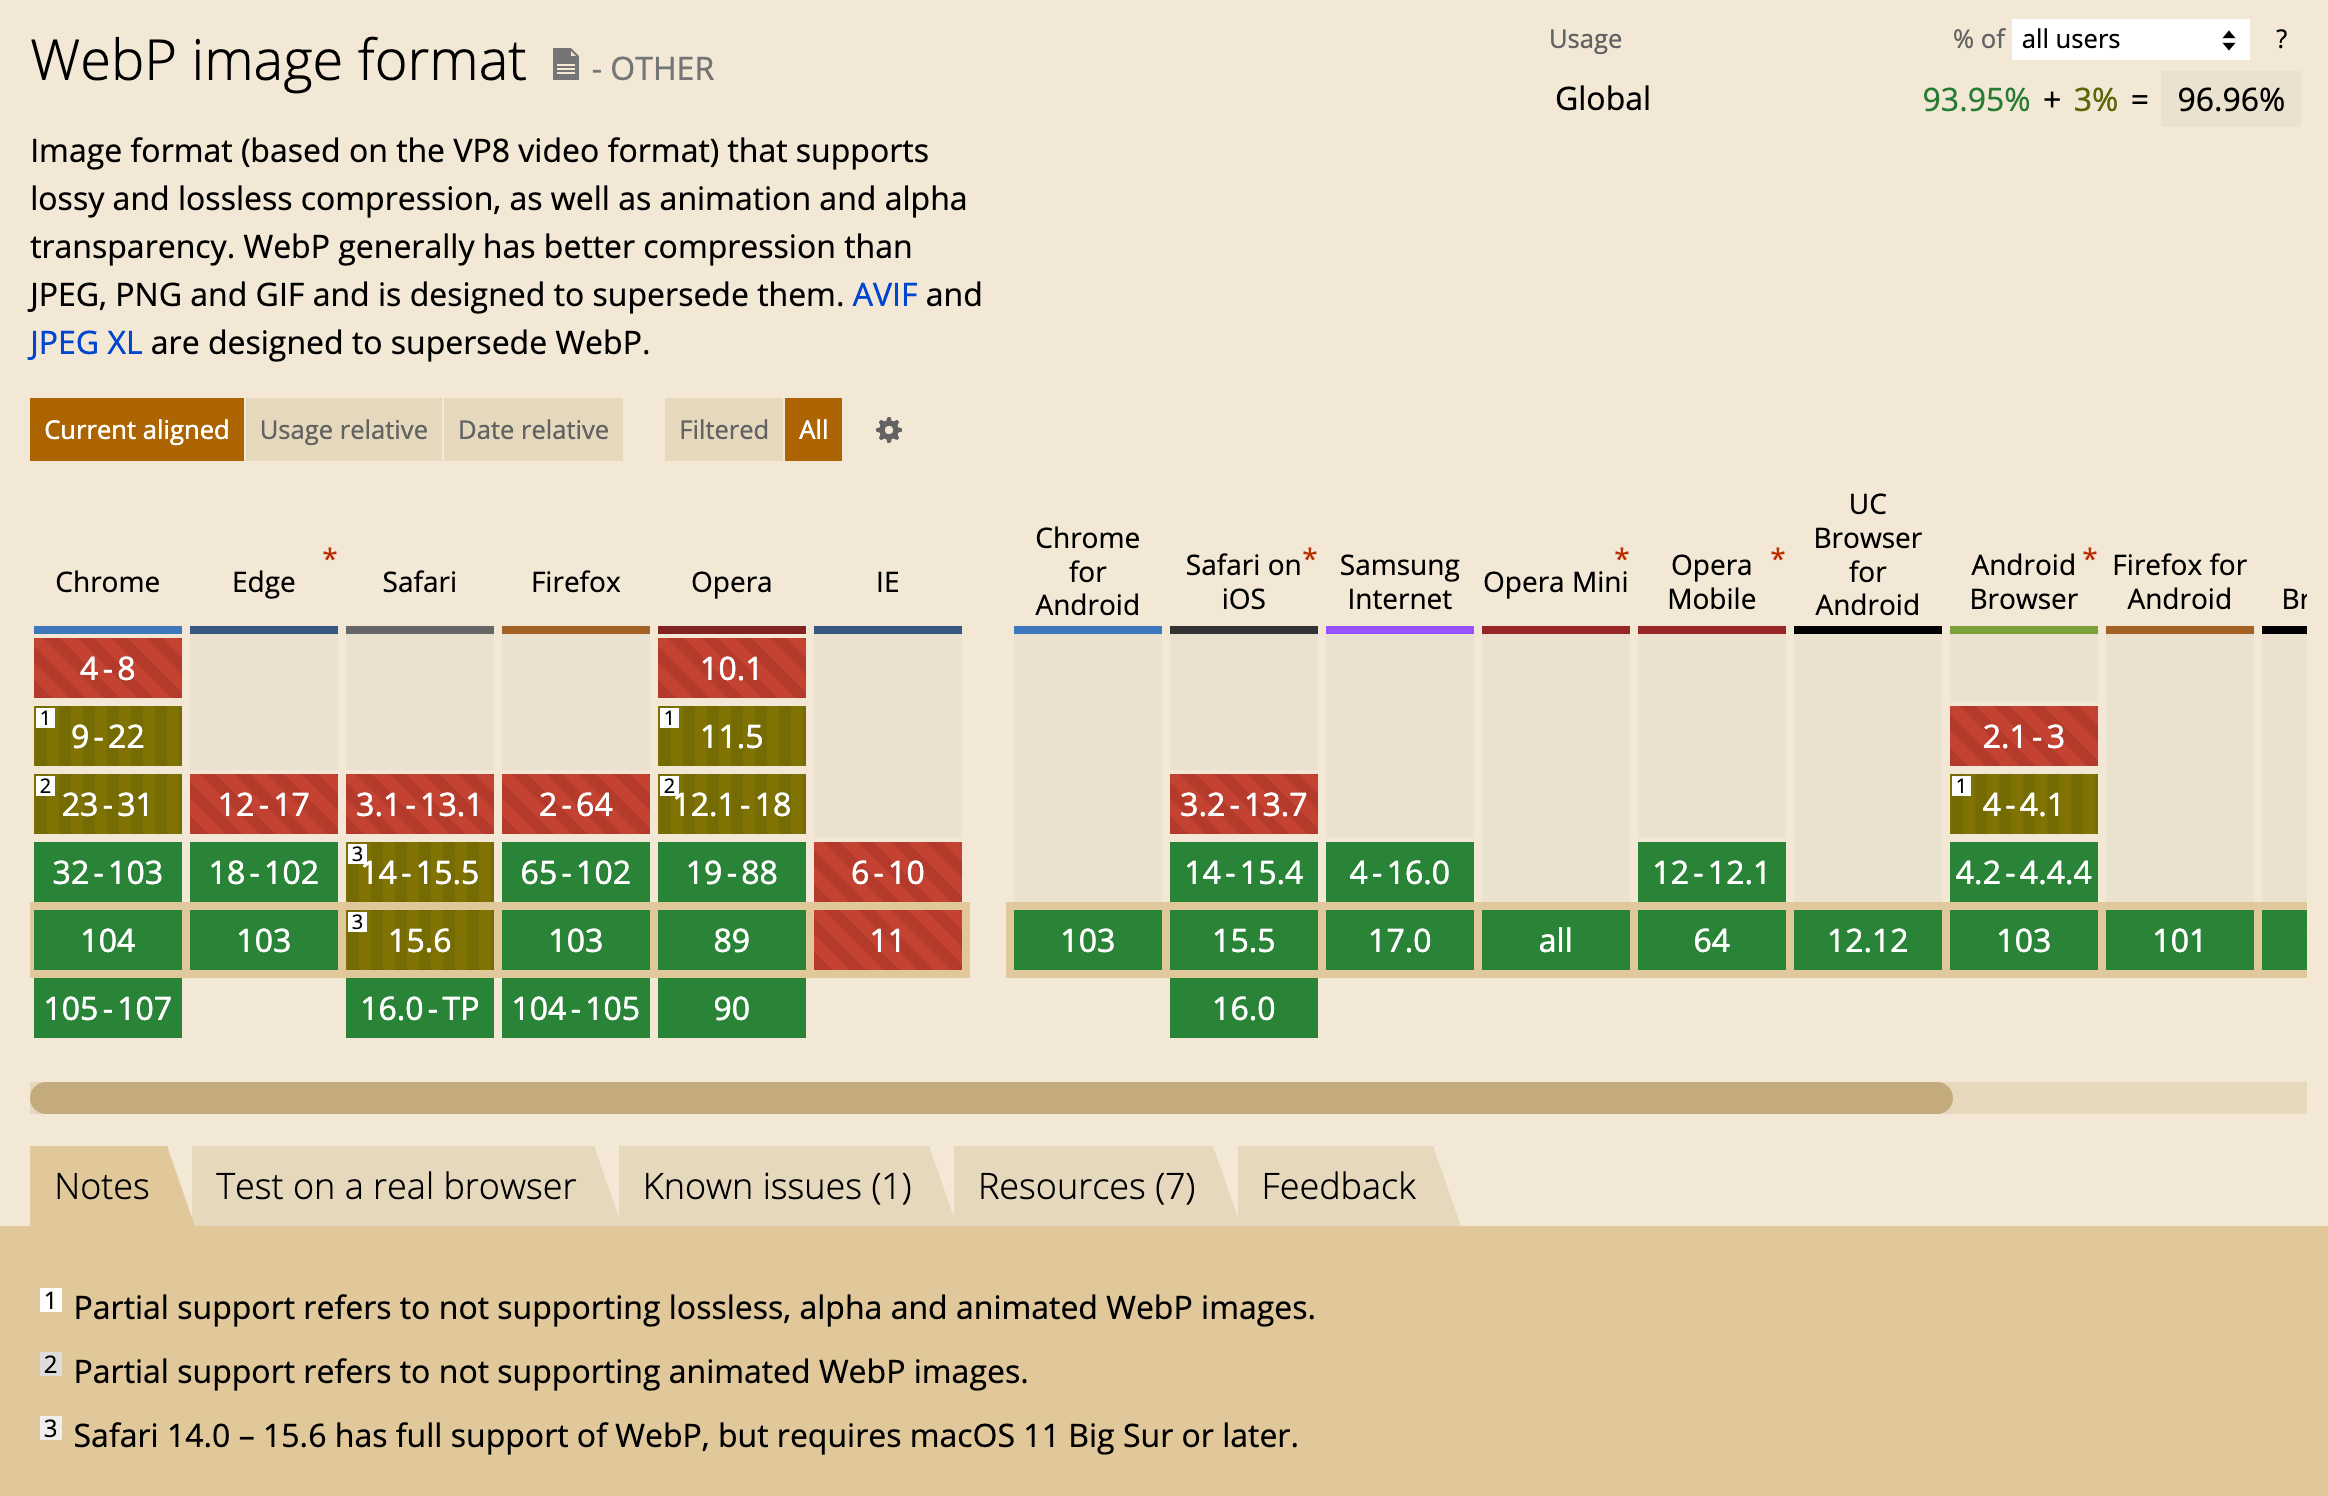 WebP image format - OTHER
Usage % of all users ?
Global 93.95% + 3% = 96.96%
Image format (based on the VP8 video format) that supports
lossy and lossless compression, as well as animation and alpha
transparency. WebP generally has better compression than
JPEG, PNG and GIF and is designed to supersede them. AVIF and
JPEG XL are designed to supersede WebP.
Current aligned Usage relative Date relative Filtered All
Chrome Edge * Safari Firefox Opera IE
Chrome
for
Android
Safari on *
iOS
Samsung
Internet
Opera Mini *
Opera *
Mobile
UC
Browser
for
Android
Android *
Browser
Firefox for
Android
4-8 10.1
1 9-22 1 11.5 2.1-3
2 23-31 12-17 3.1-13.1 2-64 2 12.1-18 3.2-13.7 1 4-4.1
32-103 18-102 3 14-15.5 65-102 19-88 6-10 14-15.4 4-16.0 12-12.1 4.2-4.4.4
104 103 3 15.6 103 89 11 103 15.5 17.0 all 64 12.12 103 101
105-107 16.0-TP 104-105 90 16.0
Notes Test on a real browser Known issues (1) Resources (7) Feedback
1 Partial support refers to not supporting lossless, alpha and animated WebP images.
2 Partial support refers to not supporting animated WebP images.
3 Safari 14.0 – 15.6 has full support of WebP, but requires macOS 11 Big Sur or later.